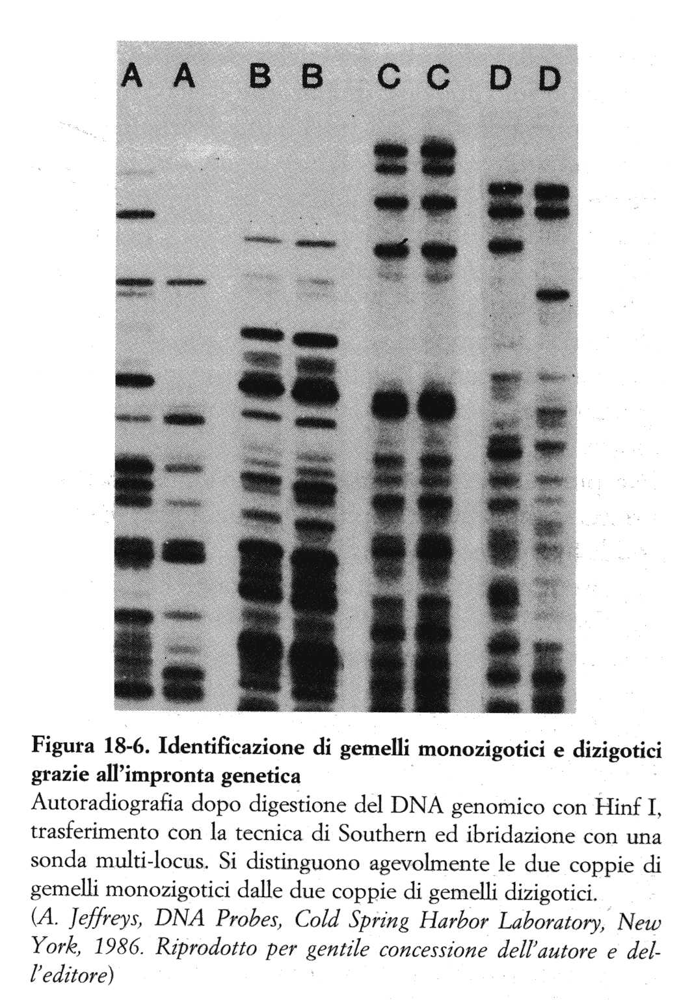 A A B B C C D D
Figura 18-6. Identificazione di gemelli monozigotici e dizigotici
grazie all'impronta genetica
Autoradiografia dopo digestione del DNA genomico con Hinf I,
trasferimento con la tecnica di Southern ed ibridazione con una
sonda multi-locus. Si distinguono agevolmente le due coppie di
gemelli monozigotici dalle due coppie di gemelli dizigotici.
(A. Jeffreys, DNA Probes, Cold Spring Harbor Laboratory, New
York, 1986. Riprodotto per gentile concessione dell'autore e del-
l'editore)